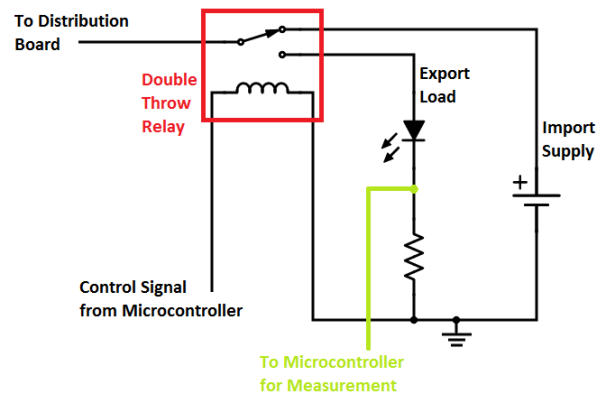 To Distribution
Board
Double
Throw
Relay
Export
Load
Import
Supply
+
Control Signal
from Microcontroller
To Microcontroller
for Measurement